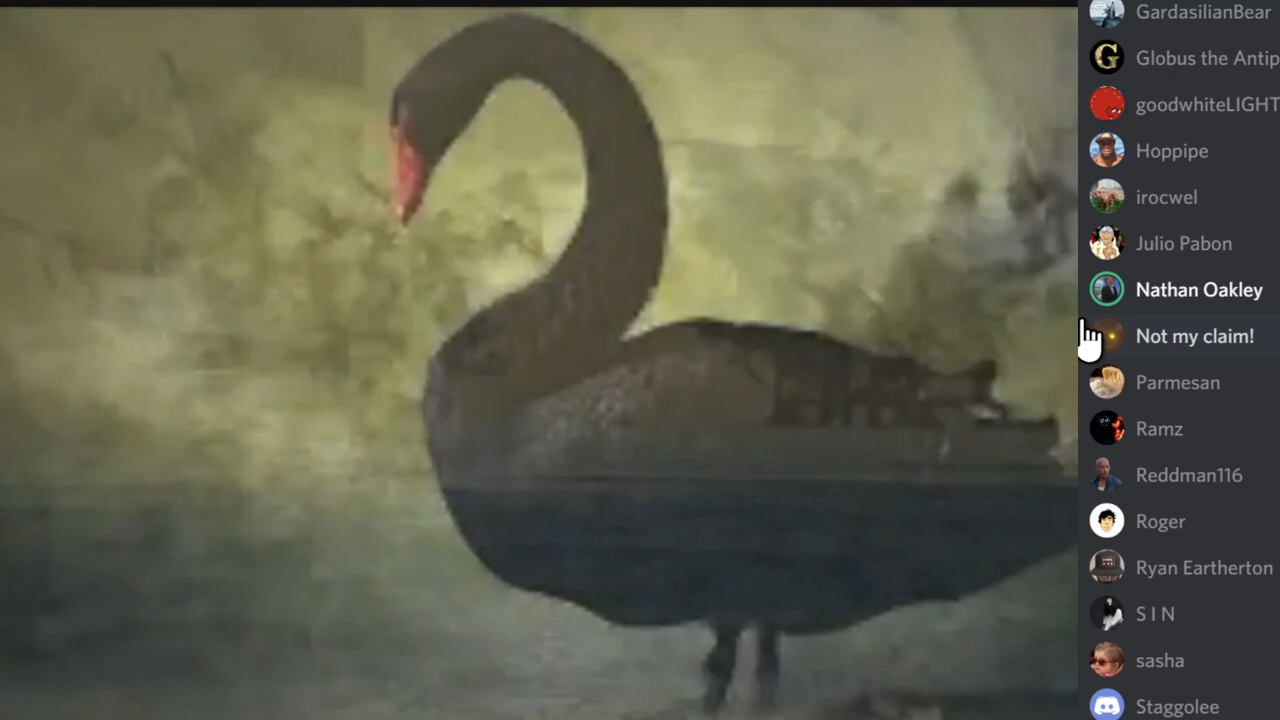 GardasilianBear
G
Globus the Antip
goodwhiteLIGHT
Hoppipe
irocwel
Julio Pabon
Nathan Oakley
Not my claim!
Parmesan
Ramz
Reddman116
Roger
Ryan Eartherton
S I N
sasha
Staggolee